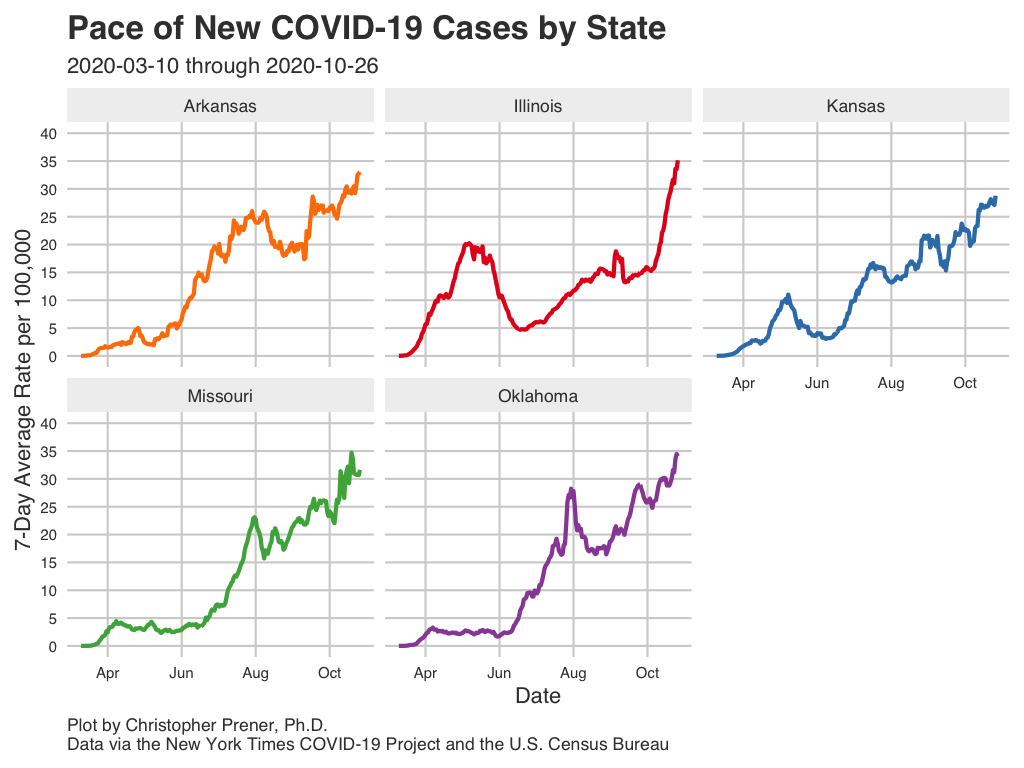 Pace of New COVID-19 Cases by State
2020-03-10 through 2020-10-26
Arkansas
Illinois
Kansas
40
35
30
25
20
15
10
5
0
Apr
Jun
Aug
Oct
Missouri
Oklahoma
40
35
30
25
20
15
10
5
0
Apr
Jun
Aug
Oct
Apr
Jun
Aug
Oct
7-Day Average Rate per 100,000
Date
Plot by Christopher Prener, Ph.D.
Data via the New York Times COVID-19 Project and the U.S. Census Bureau